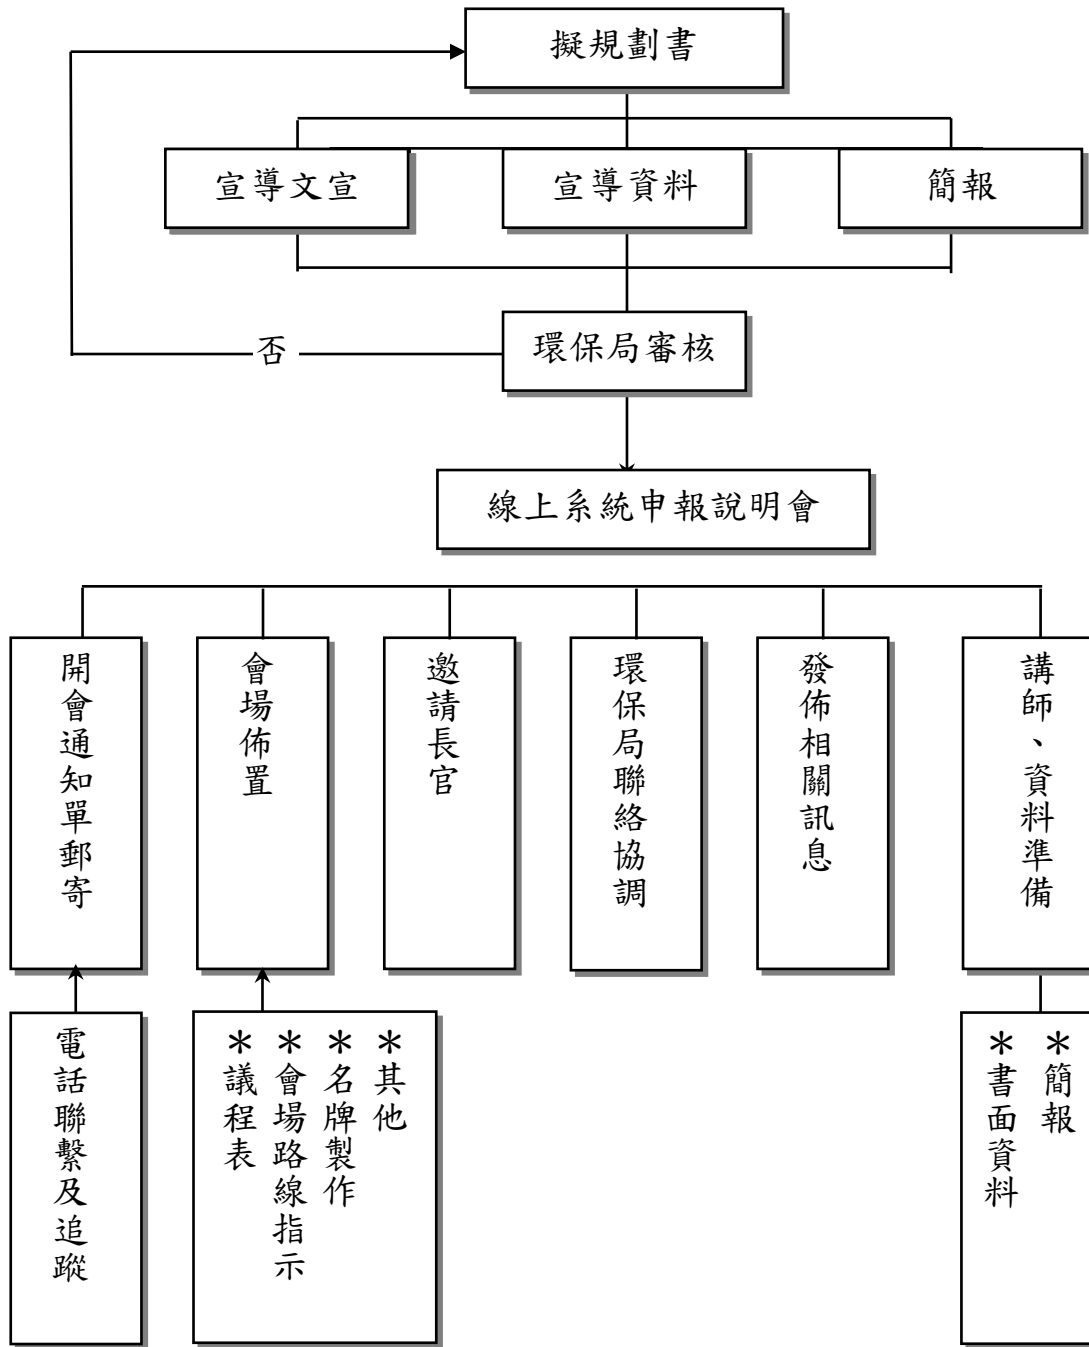 擬規劃書
宣導文宣
宣導資料
簡報
否
環保局審核
線上系統申報說明會
開會通知單郵寄
會場佈置
邀請長官
環保局聯絡協調
發佈相關訊息
講師、資料準備
電話聯繫及追蹤
＊其他
＊名牌製作
＊會場路線指示
＊議程表
＊簡報
＊書面資料